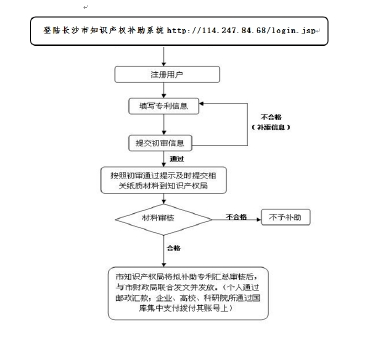 登陆长沙市知识产权补助系统 http://114.247.84.68/login.jsp
注册用户
填写专利信息
不合格
（补充信息）
提交初审信息
通过
按照初审通过提示及时提交相
关纸质材料到知识产权局
材料审核
不合格
不予补助
合格
市知识产权局将拟补助专利汇总审核后，
与市财政局联合发文并发放。（个人通过
邮政汇款；企业、高校、科研院所通过国
库集中支付拨付其账号上）